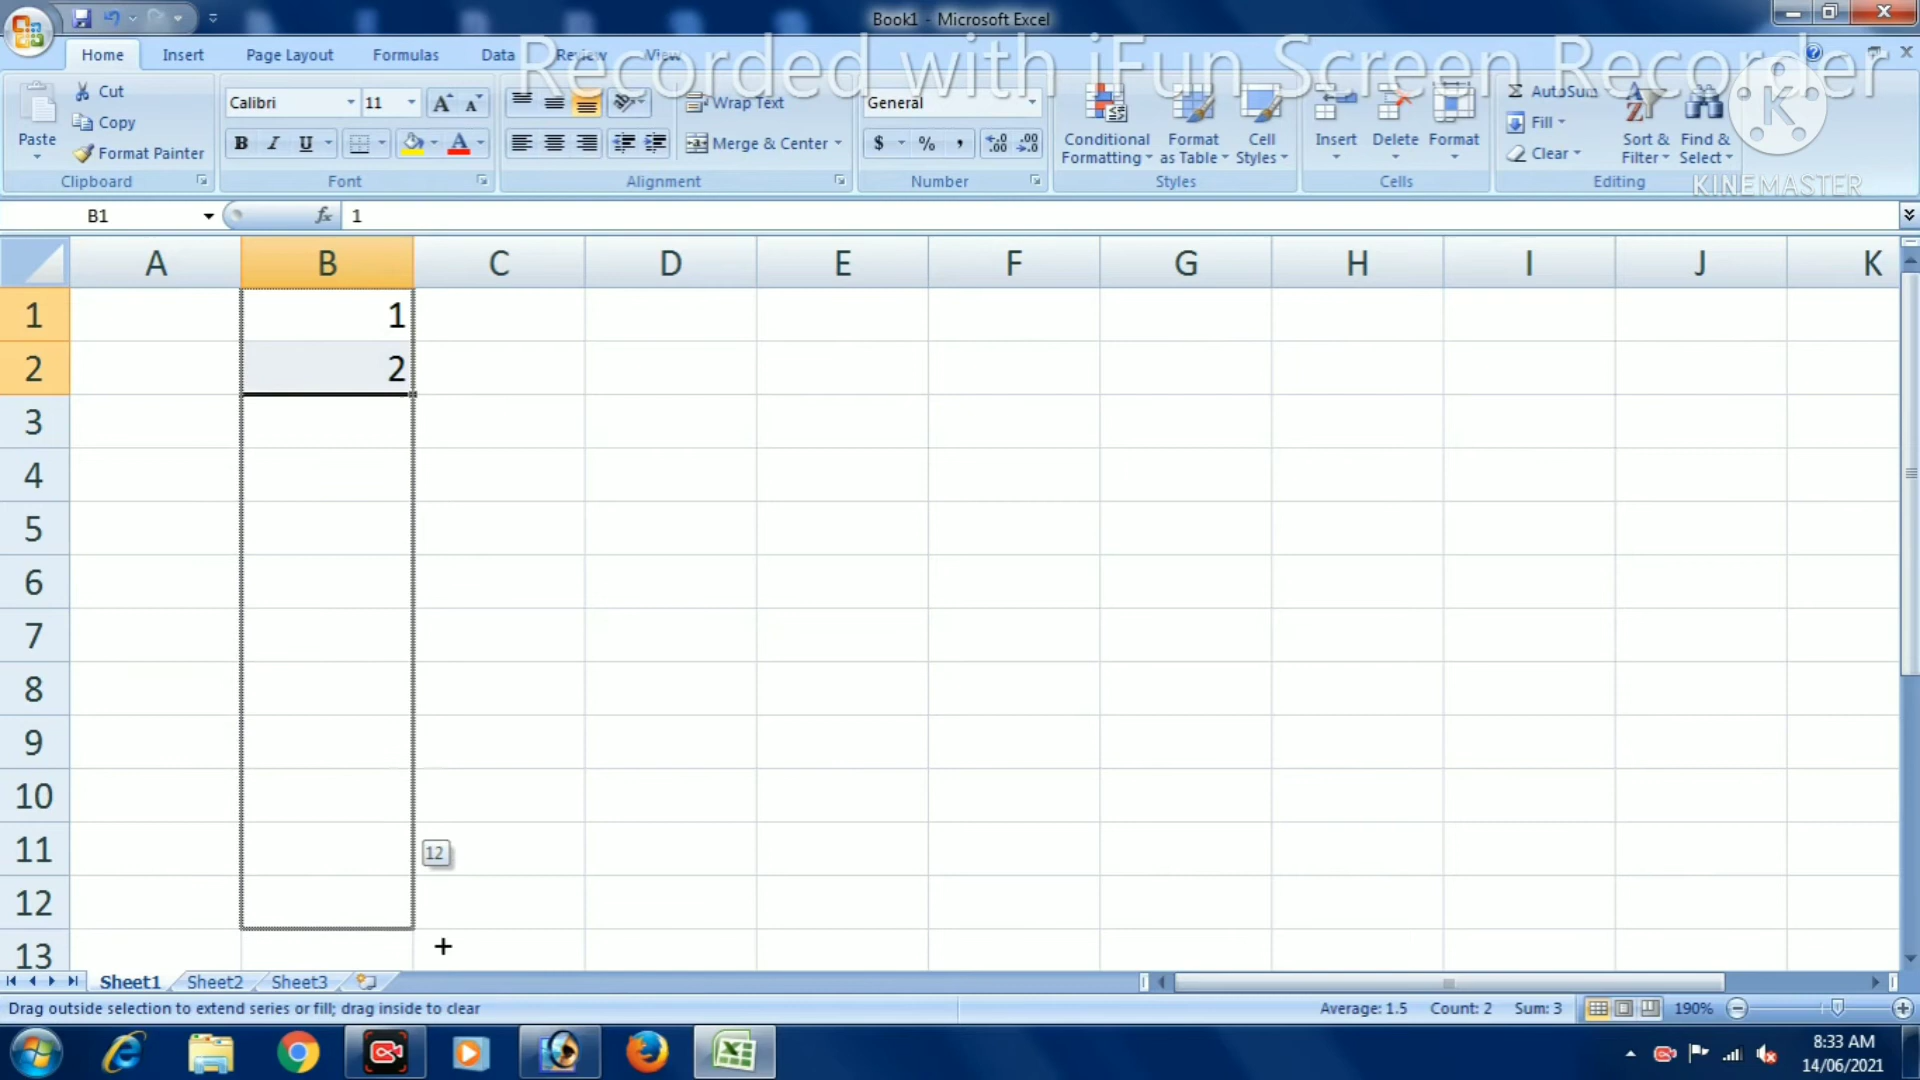 Book1 - Microsoft Excel
Recorded with iFun Screen Recorder
Home Insert Page Layout Formulas Data Review View
Cut
Copy
Format Painter
Paste
Clipboard
Calibri 11
B I U
Font
Wrap Text
Merge & Center
Alignment
General
$ % ,
Number
Conditional Formatting
Format as Table
Cell Styles
Styles
Insert Delete Format
Cells
Σ AutoSum
Fill
Clear
Sort & Filter
Find & Select
Editing
K
KINEMASTER
B1 fx 1
A B C D E F G H I J K
1 1
2 2
3
4
5
6
7
8
9
10
11 12
12
13
Sheet1 Sheet2 Sheet3
Drag outside selection to extend series or fill; drag inside to clear
Average: 1.5 Count: 2 Sum: 3 190%
8:33 AM
14/06/2021